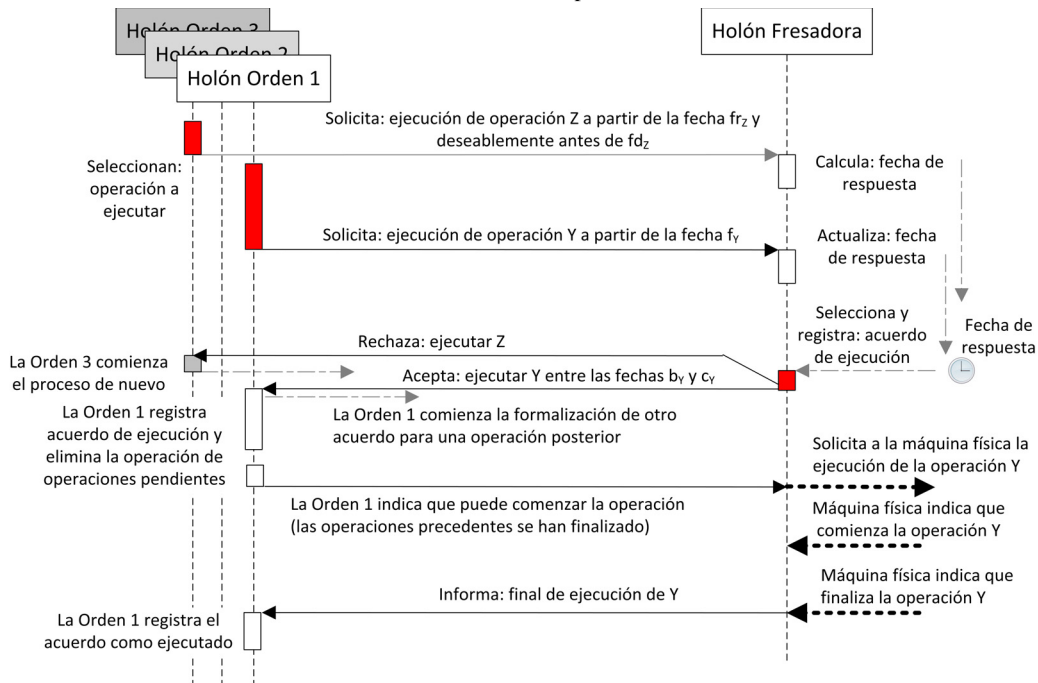 Holón Orden 3
Holón Orden 2
Holón Orden 1
Holón Fresadora
Solicita: ejecución de operación Z a partir de la fecha frZ y
deseablemente antes de fdZ
Seleccionan:
operación a
ejecutar
Calcula: fecha de
respuesta
Solicita: ejecución de operación Y a partir de la fecha fY
Actualiza: fecha
de respuesta
Selecciona y
registra: acuerdo
de ejecución
Fecha de
respuesta
Rechaza: ejecutar Z
La Orden 3 comienza
el proceso de nuevo
Acepta: ejecutar Y entre las fechas bY y cY
La Orden 1 registra
acuerdo de ejecución y
elimina la operación de
operaciones pendientes
La Orden 1 comienza la formalización de otro
acuerdo para una operación posterior
Solicita a la máquina física la
ejecución de la operación Y
La Orden 1 indica que puede comenzar la operación
(las operaciones precedentes se han finalizado)
Máquina física indica que
comienza la operación Y
Máquina física indica que
finaliza la operación Y
Informa: final de ejecución de Y
La Orden 1 registra el
acuerdo como ejecutado